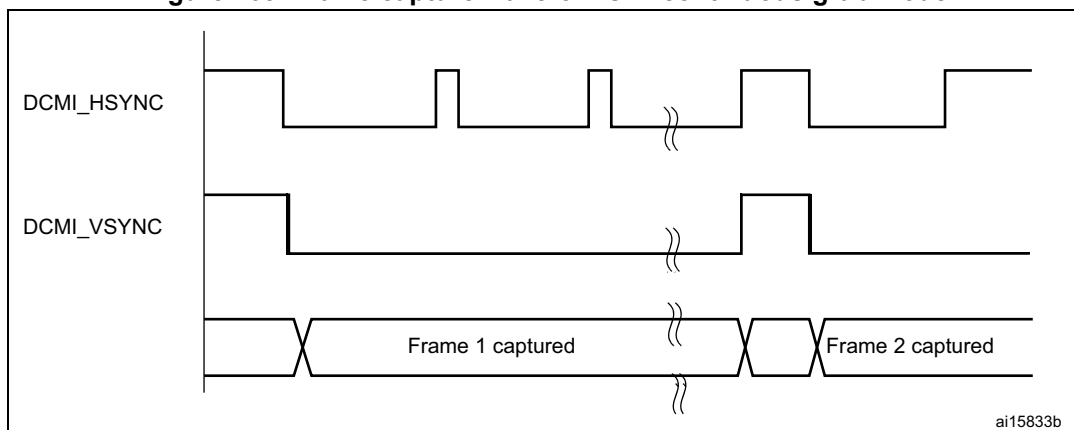 DCMI_HSYNC
DCMI_VSYNC
Frame 1 captured
Frame 2 captured
ai15833b